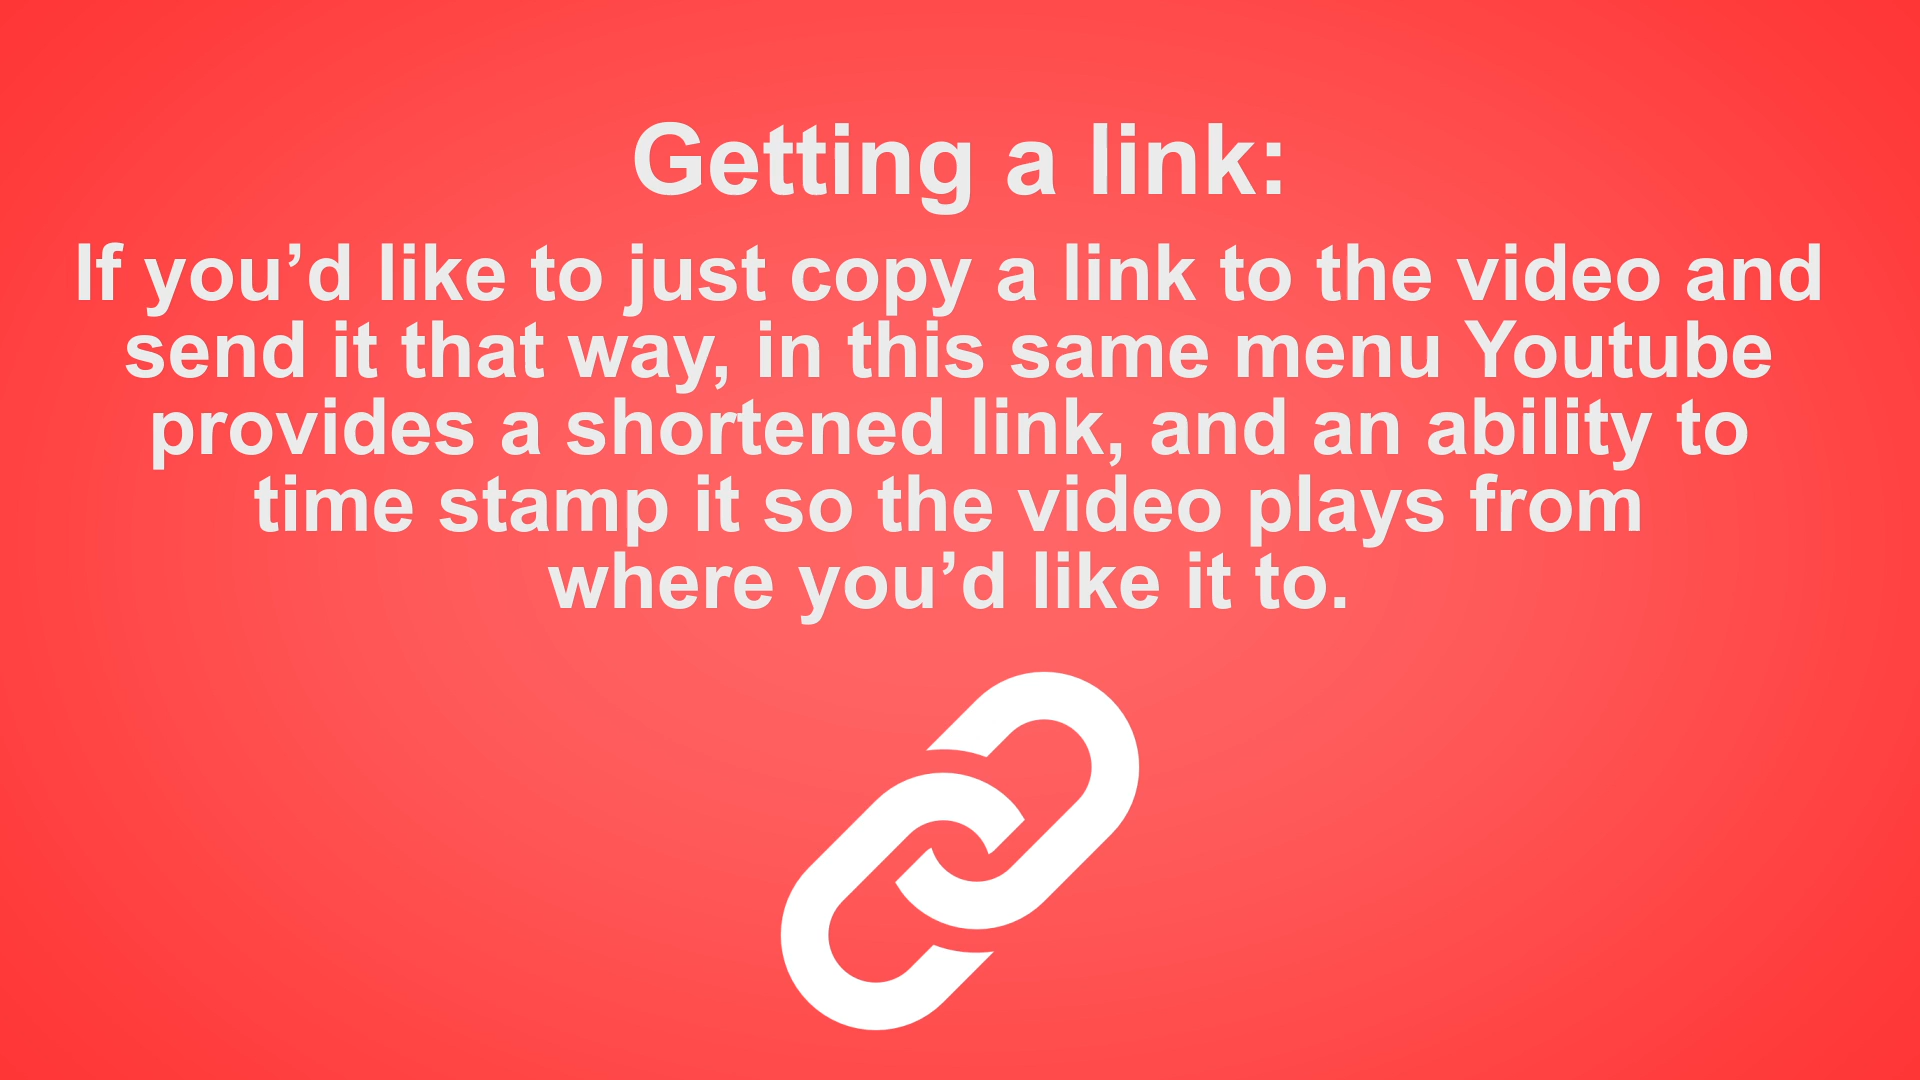 Getting a link:
If you’d like to just copy a link to the video and
send it that way, in this same menu Youtube
provides a shortened link, and an ability to
time stamp it so the video plays from
where you’d like it to.